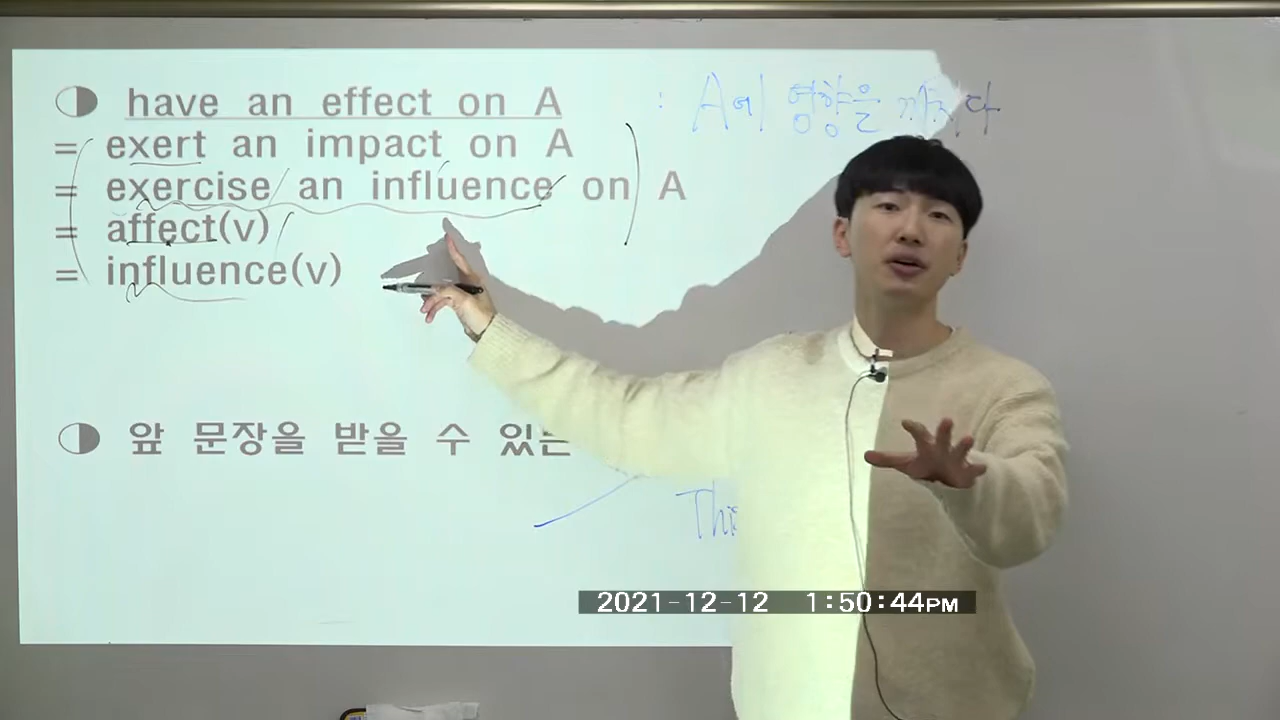 have an effect on A : A에 영향을 끼치다
= exert an impact on A
= exercise an influence on A
= affect(v)
= influence(v)
앞 문장을 받을 수 있는
2021-12-12 1:50:44PM